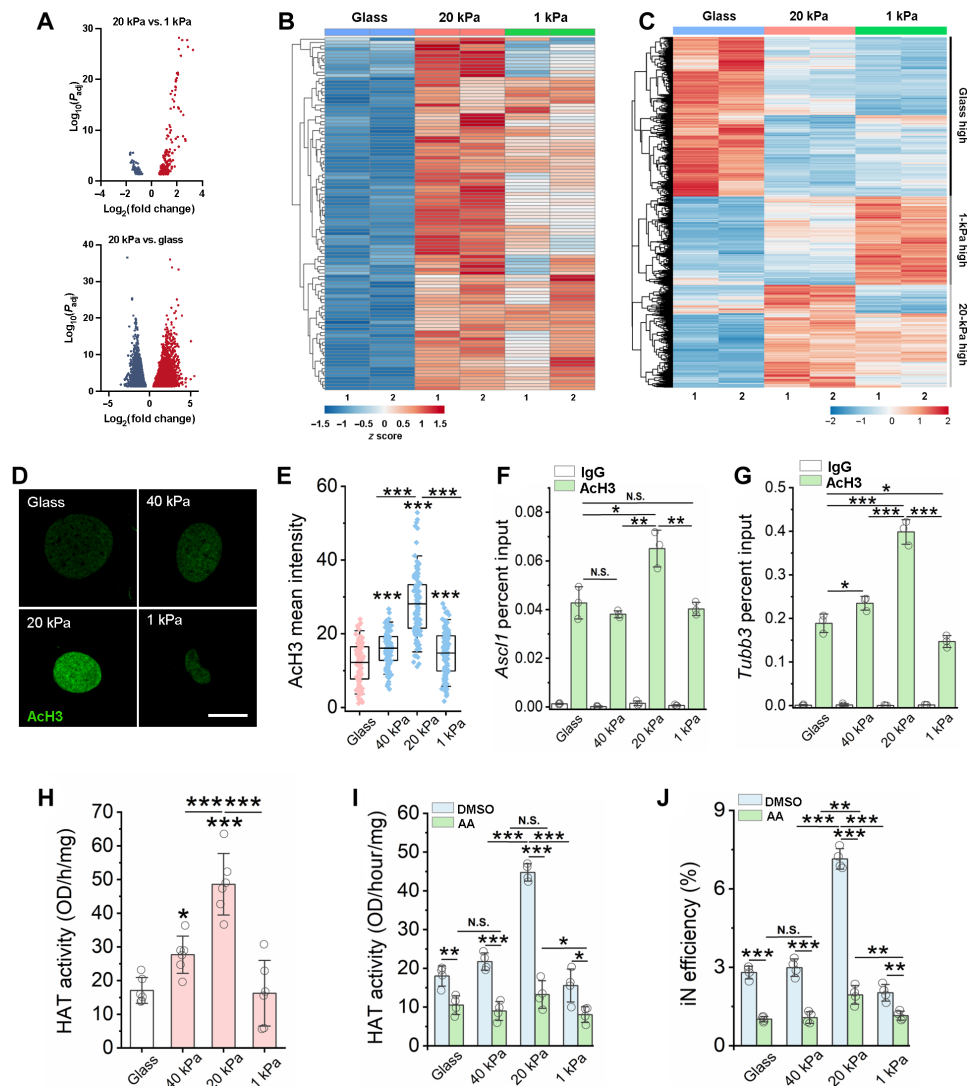 A
20 kPa vs. 1 kPa
30
20
10
0
Log10(Padj)
−4 −2 0 2 4
Log2(fold change)
20 kPa vs. glass
40
30
20
10
0
Log10(Padj)
−5 0 5
Log2(fold change)
B
Glass 20 kPa 1 kPa
1 2 1 2 1 2
−1.5 −1 −0.5 0 0.5 1 1.5
z score
C
Glass 20 kPa 1 kPa
Glass high
1-kPa high
20-kPa high
1 2 1 2 1 2
−2 −1 0 1 2
D
Glass 40 kPa
20 kPa 1 kPa
AcH3
E
*** ***
***
*** ***
60
40
20
0
AcH3 mean intensity
Glass 40 kPa 20 kPa 1 kPa
F
IgG
AcH3
N.S.
*
** **
N.S.
0.08
0.06
0.04
0.02
0.00
Ascl1 percent input
Glass 40 kPa 20 kPa 1 kPa
G
IgG
AcH3
*
***
*** ***
*
0.5
0.4
0.3
0.2
0.1
0.0
Tubb3 percent input
Glass 40 kPa 20 kPa 1 kPa
H
*** ***
***
*
70
60
50
40
30
20
10
0
HAT activity (OD/h/mg)
Glass 40 kPa 20 kPa 1 kPa
I
DMSO
AA
N.S.
*** ***
***
N.S.
** *** * *
60
50
40
30
20
10
0
HAT activity (OD/hour/mg)
Glass 40 kPa 20 kPa 1 kPa
J
DMSO
AA
**
*** ***
***
N.S.
*** *** ** **
9
6
3
0
iN efficiency (%)
Glass 40 kPa 20 kPa 1 kPa